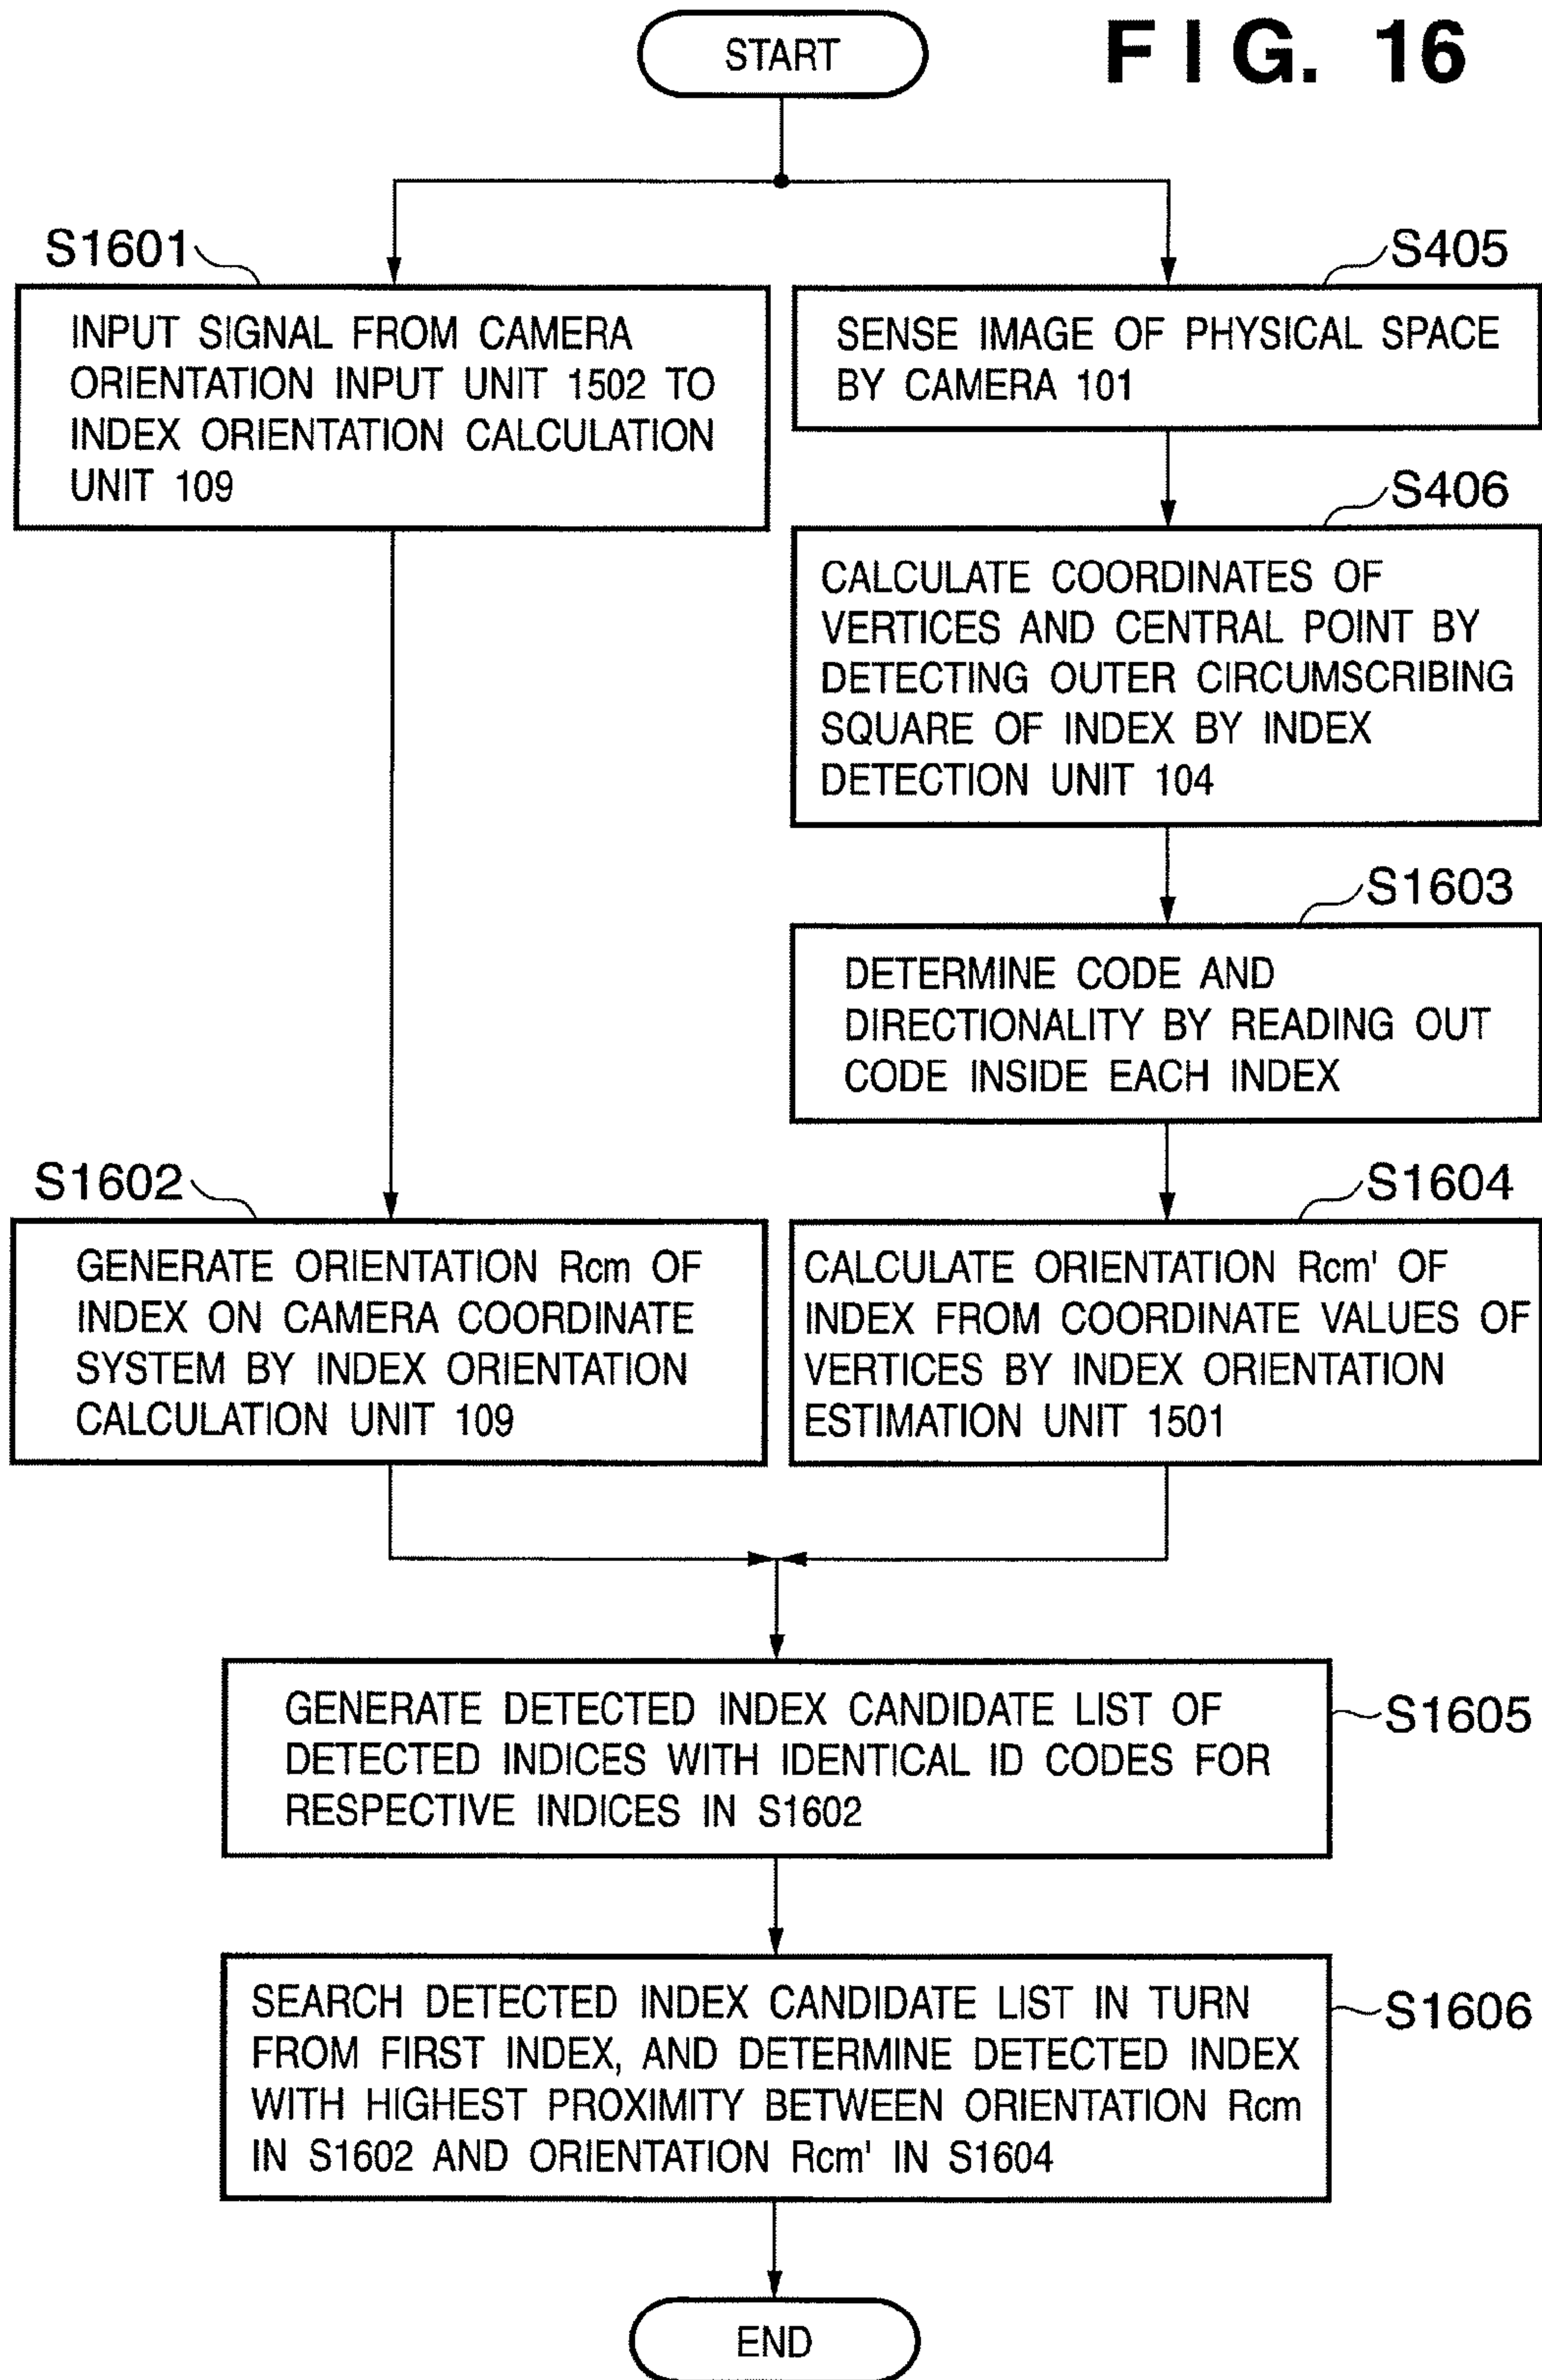 FIG. 16
START
S1601
INPUT SIGNAL FROM CAMERA
ORIENTATION INPUT UNIT 1502 TO
INDEX ORIENTATION CALCULATION
UNIT 109
S405
SENSE IMAGE OF PHYSICAL SPACE
BY CAMERA 101
S406
CALCULATE COORDINATES OF
VERTICES AND CENTRAL POINT BY
DETECTING OUTER CIRCUMSCRIBING
SQUARE OF INDEX BY INDEX
DETECTION UNIT 104
S1603
DETERMINE CODE AND
DIRECTIONALITY BY READING OUT
CODE INSIDE EACH INDEX
S1602
GENERATE ORIENTATION Rcm OF
INDEX ON CAMERA COORDINATE
SYSTEM BY INDEX ORIENTATION
CALCULATION UNIT 109
S1604
CALCULATE ORIENTATION Rcm' OF
INDEX FROM COORDINATE VALUES OF
VERTICES BY INDEX ORIENTATION
ESTIMATION UNIT 1501
GENERATE DETECTED INDEX CANDIDATE LIST OF
DETECTED INDICES WITH IDENTICAL ID CODES FOR
RESPECTIVE INDICES IN S1602
S1605
SEARCH DETECTED INDEX CANDIDATE LIST IN TURN
FROM FIRST INDEX, AND DETERMINE DETECTED INDEX
WITH HIGHEST PROXIMITY BETWEEN ORIENTATION Rcm
IN S1602 AND ORIENTATION Rcm' IN S1604
S1606
END